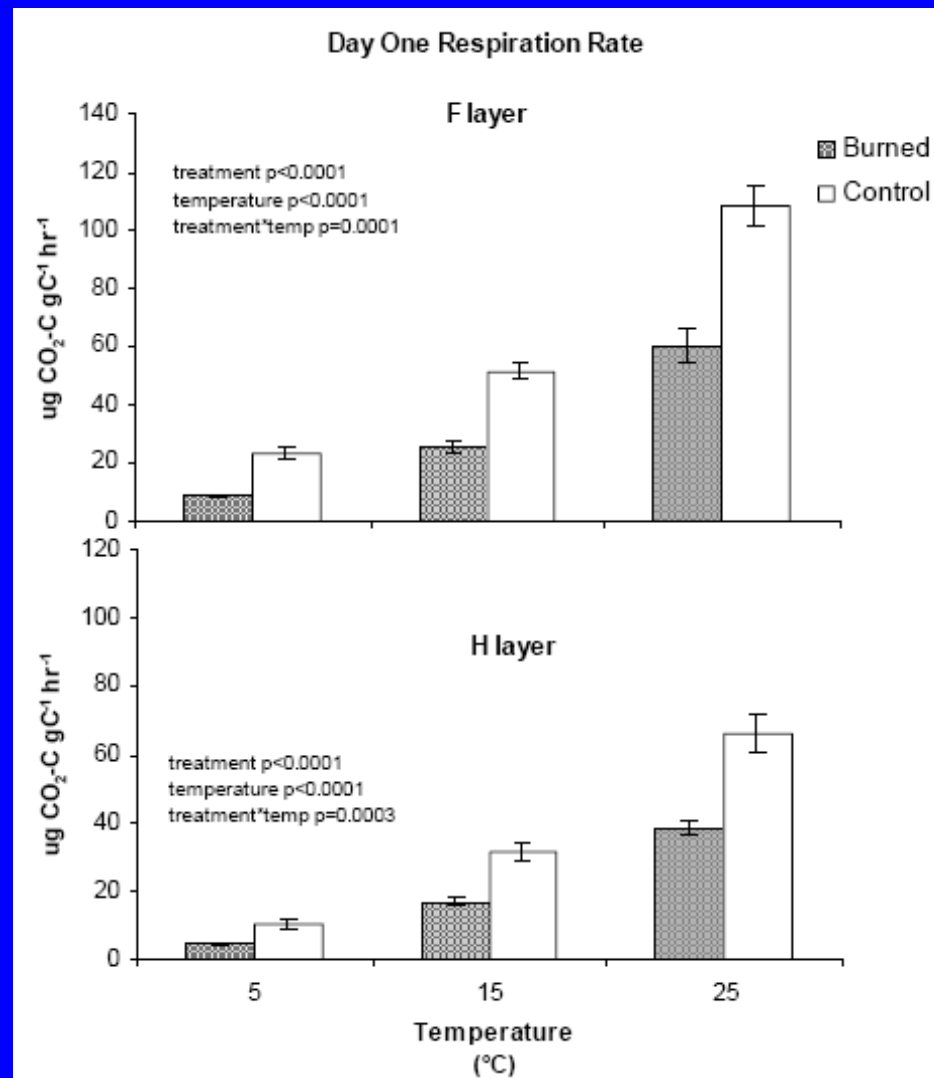 Day One Respiration Rate
F layer
140
120
100
80
60
40
20
0
ug CO₂-C gC⁻¹ hr⁻¹
treatment p<0.0001
temperature p<0.0001
treatment*temp p=0.0001
Burned
Control
H layer
120
100
80
60
40
20
0
ug CO₂-C gC⁻¹ hr⁻¹
treatment p<0.0001
temperature p<0.0001
treatment*temp p=0.0003
5 15 25
Temperature
(°C)